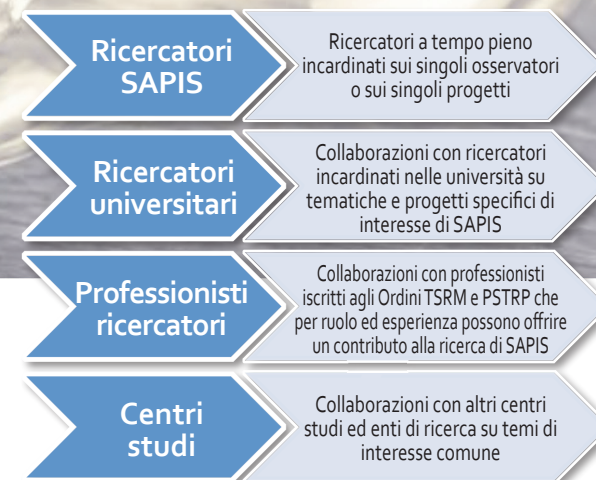 Ricercatori
SAPIS
Ricercatori a tempo pieno
incardinati sui singoli osservatori
o sui singoli progetti
Ricercatori
universitari
Collaborazioni con ricercatori
incardinati nelle università su
tematiche e progetti specifici di
interesse di SAPIS
Professionisti
ricercatori
Collaborazioni con professionisti
iscritti agli Ordini TSRM e PSTRP che
per ruolo ed esperienza possono offrire
un contributo alla ricerca di SAPIS
Centri
studi
Collaborazioni con altri centri
studi ed enti di ricerca su temi di
interesse comune